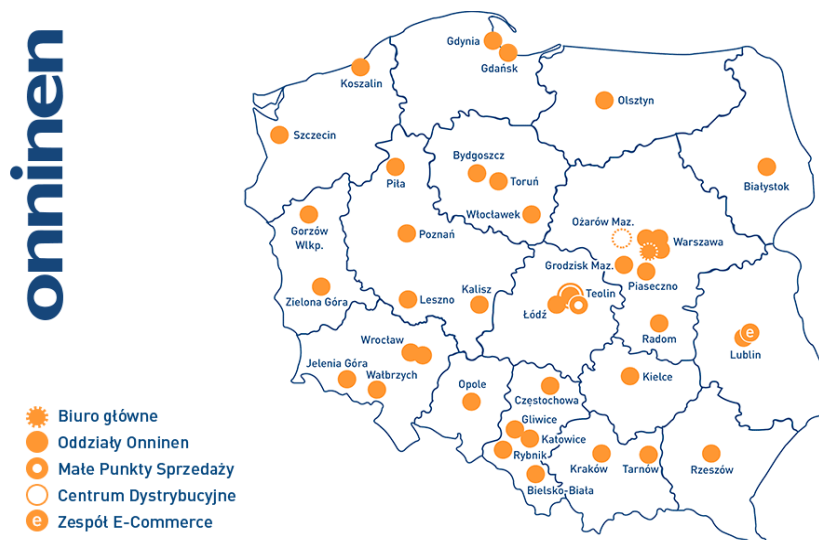 onninen
Gdynia
Gdańsk
Koszalin
Olsztyn
Szczecin
Bydgoszcz
Toruń
Piła
Białystok
Włocławek
Ożarów Maz.
Gorzów
Wlkp.
Poznań
Warszawa
Grodzisk Maz.
Piaseczno
Zielona Góra
Leszno
Kalisz
Teolin
Łódź
Radom
Wrocław
e
Lublin
Jelenia Góra
Wałbrzych
Opole
Kielce
Częstochowa
Gliwice
Katowice
Rybnik
Kraków
Tarnów
Rzeszów
Bielsko-Biała
Biuro główne
Oddziały Onninen
Małe Punkty Sprzedaży
Centrum Dystrybucyjne
e Zespół E-Commerce